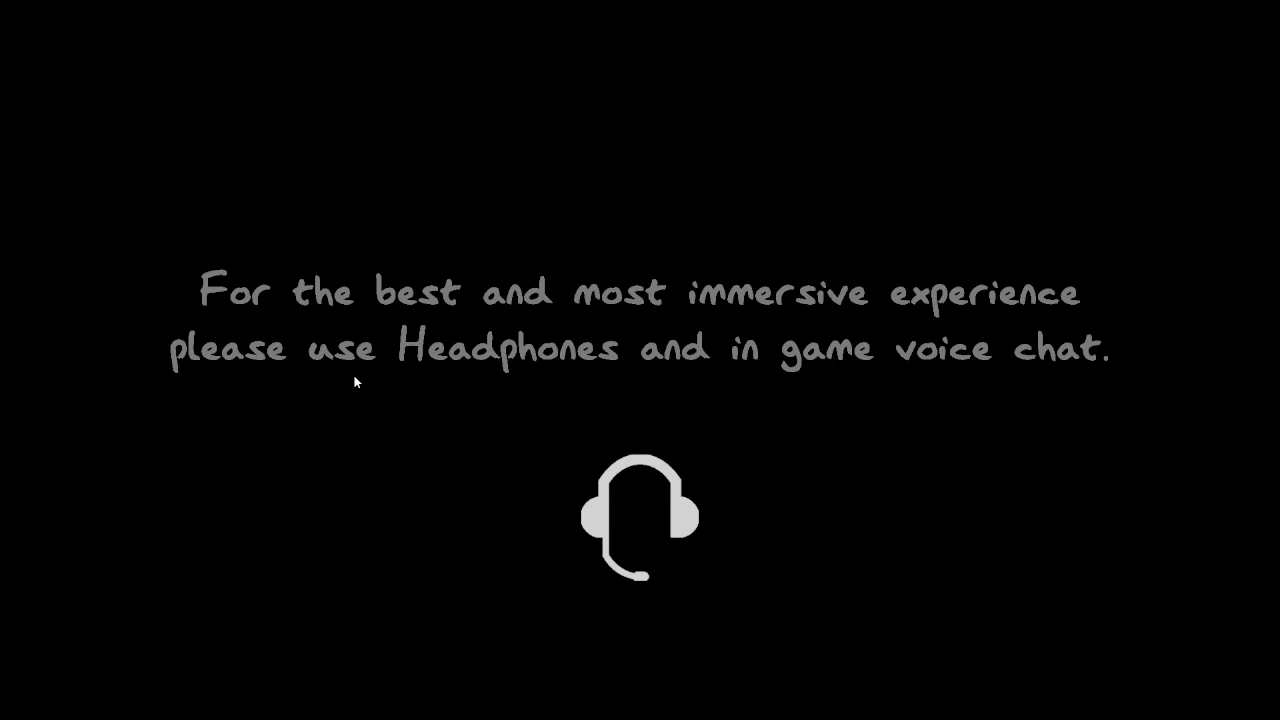 For the best and most immersive experience
please use Headphones and in game voice chat.